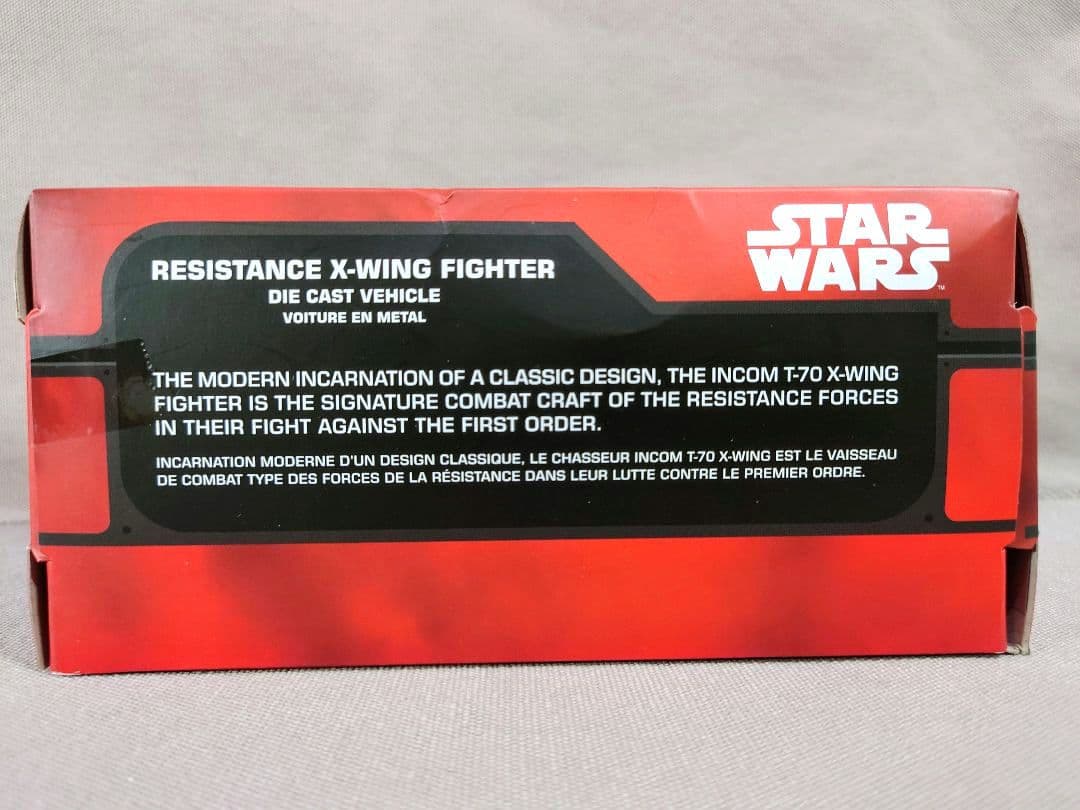 STAR
WARS™
RESISTANCE X-WING FIGHTER
DIE CAST VEHICLE
VOITURE EN METAL
THE MODERN INCARNATION OF A CLASSIC DESIGN, THE INCOM T-70 X-WING
FIGHTER IS THE SIGNATURE COMBAT CRAFT OF THE RESISTANCE FORCES
IN THEIR FIGHT AGAINST THE FIRST ORDER.
INCARNATION MODERNE D'UN DESIGN CLASSIQUE, LE CHASSEUR INCOM T-70 X-WING EST LE VAISSEAU
DE COMBAT TYPE DES FORCES DE LA RÉSISTANCE DANS LEUR LUTTE CONTRE LE PREMIER ORDRE.